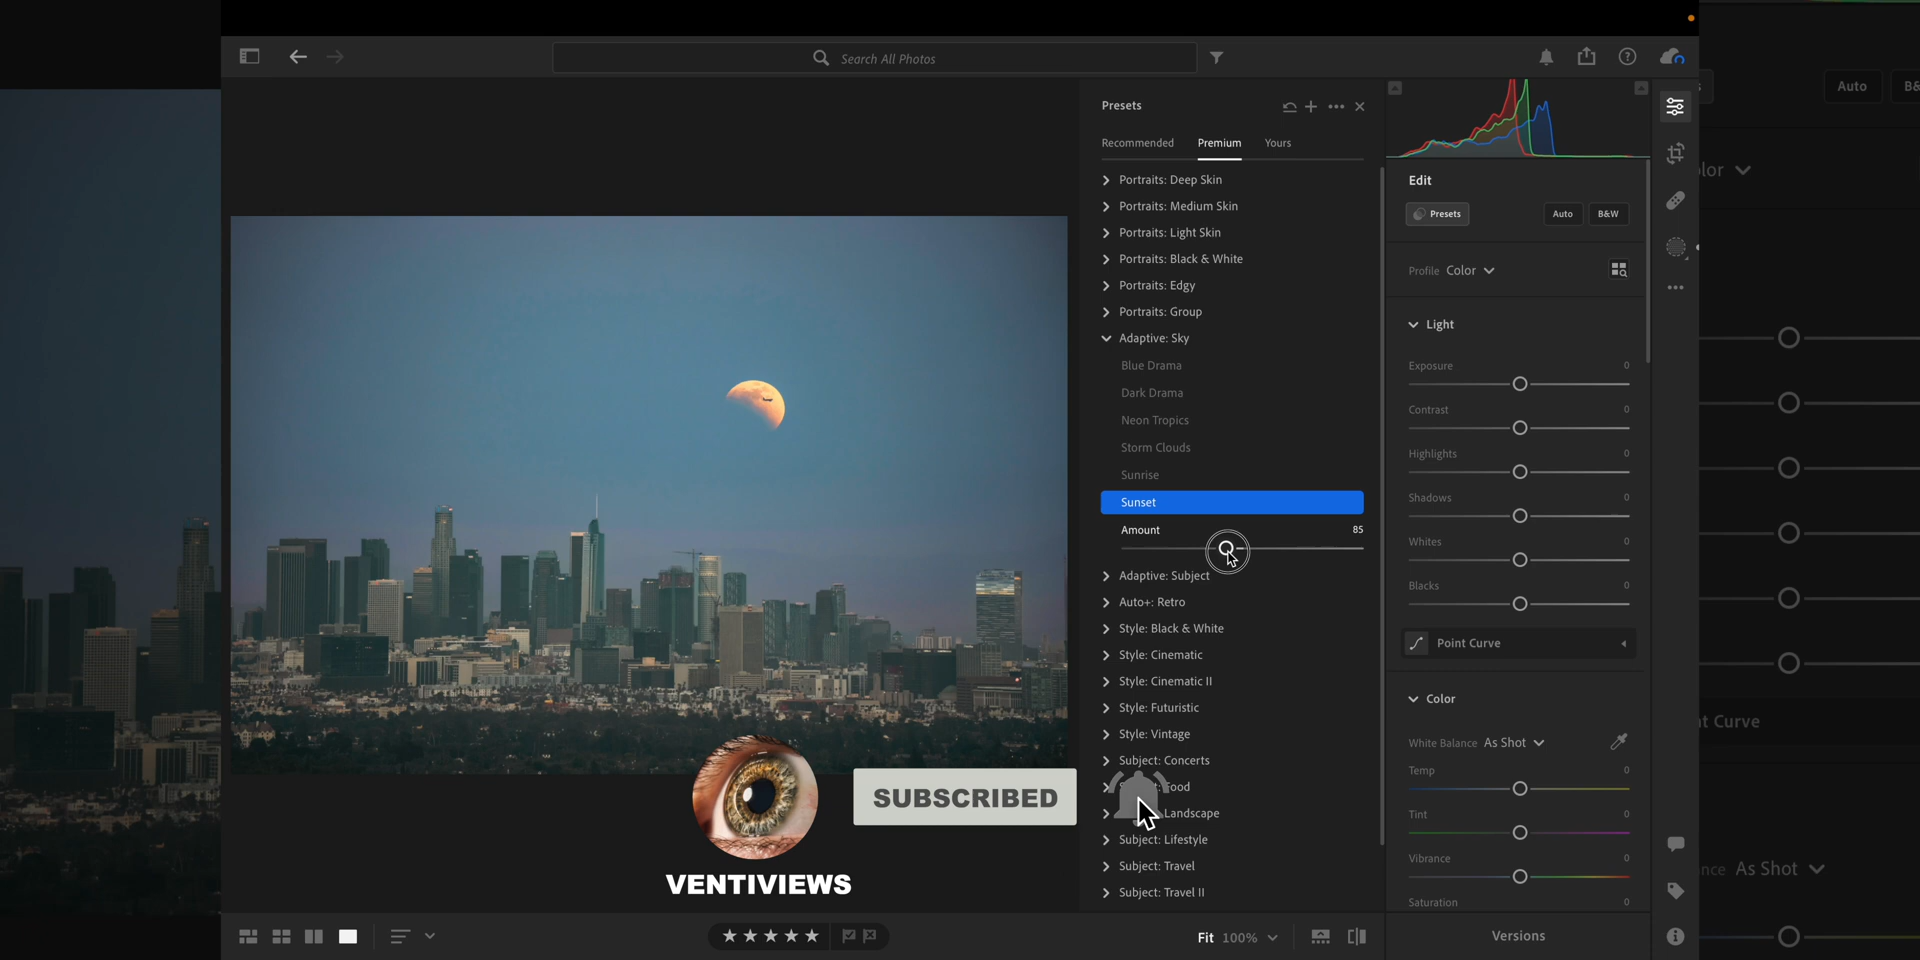 Search All Photos
Presets
Recommended
Premium
Yours
Portraits: Deep Skin
Portraits: Medium Skin
Portraits: Light Skin
Portraits: Black & White
Portraits: Edgy
Portraits: Group
Adaptive: Sky
Blue Drama
Dark Drama
Neon Tropics
Storm Clouds
Sunrise
Sunset
Amount 85
Adaptive: Subject
Auto+: Retro
Style: Black & White
Style: Cinematic
Style: Cinematic II
Style: Futuristic
Style: Vintage
Subject: Concerts
Food
Landscape
Subject: Lifestyle
Subject: Travel
Subject: Travel II
Edit
Presets
Auto
B&W
Profile Color
Light
Exposure 0
Contrast 0
Highlights 0
Shadows 0
Whites 0
Blacks 0
Point Curve
Color
White Balance As Shot
Temp 0
Tint 0
Vibrance 0
Saturation 0
Versions
Fit 100%
SUBSCRIBED
VENTIVIEWS
Auto
Curve
As Shot